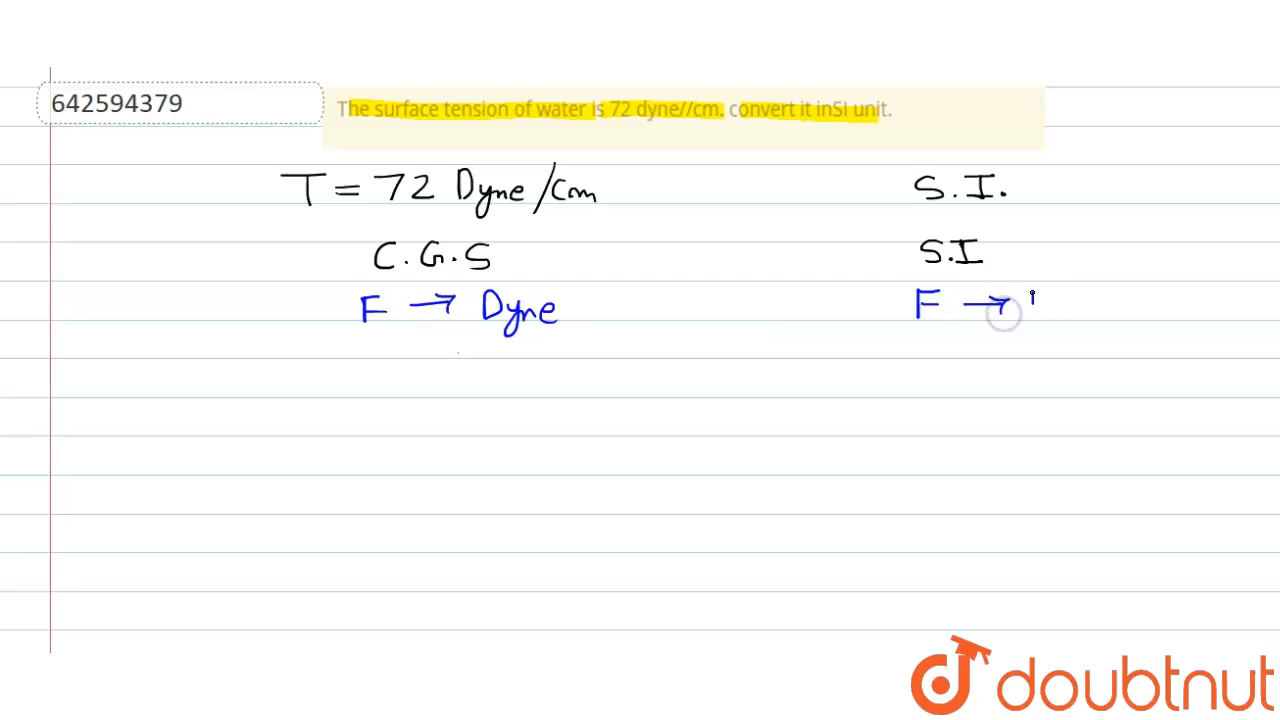 642594379
The surface tension of water is 72 dyne//cm. convert it inSI unit.
T = 72 Dyne/cm S.I.
C.G.S S.I
F → Dyne F →
doubtnut